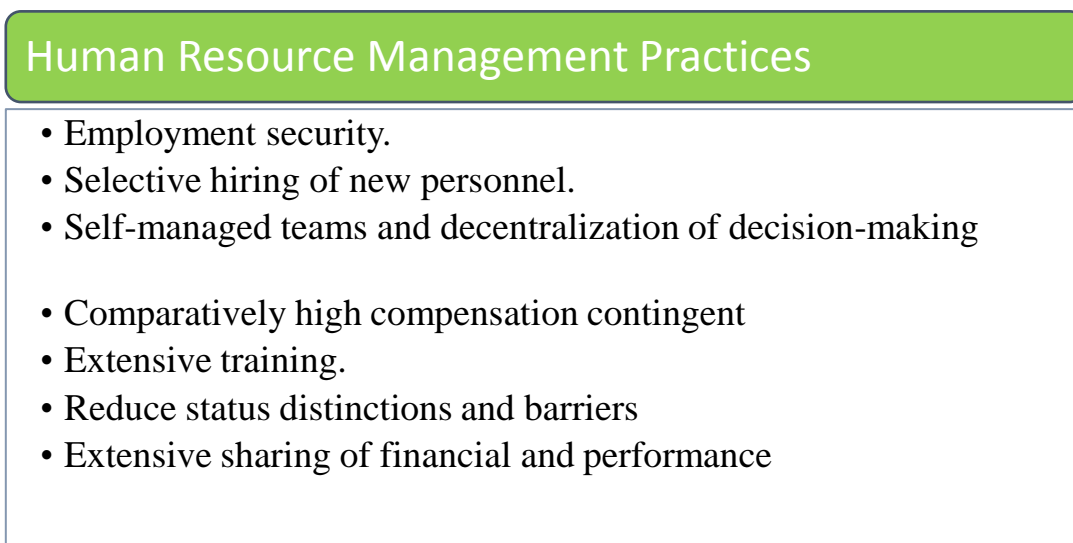 Human Resource Management Practices
• Employment security.
• Selective hiring of new personnel.
• Self-managed teams and decentralization of decision-making
• Comparatively high compensation contingent
• Extensive training.
• Reduce status distinctions and barriers
• Extensive sharing of financial and performance